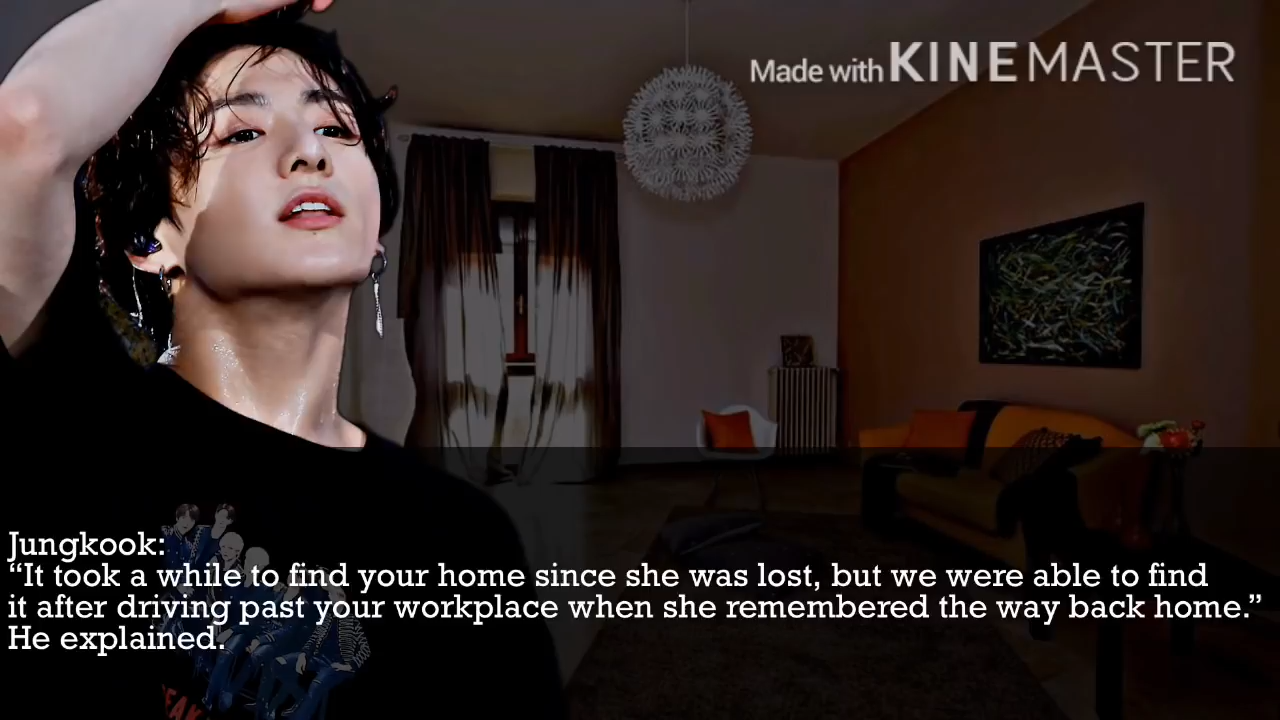 Made with KINEMASTER
Jungkook:
“It took a while to find your home since she was lost, but we were able to find
it after driving past your workplace when she remembered the way back home.”
He explained.